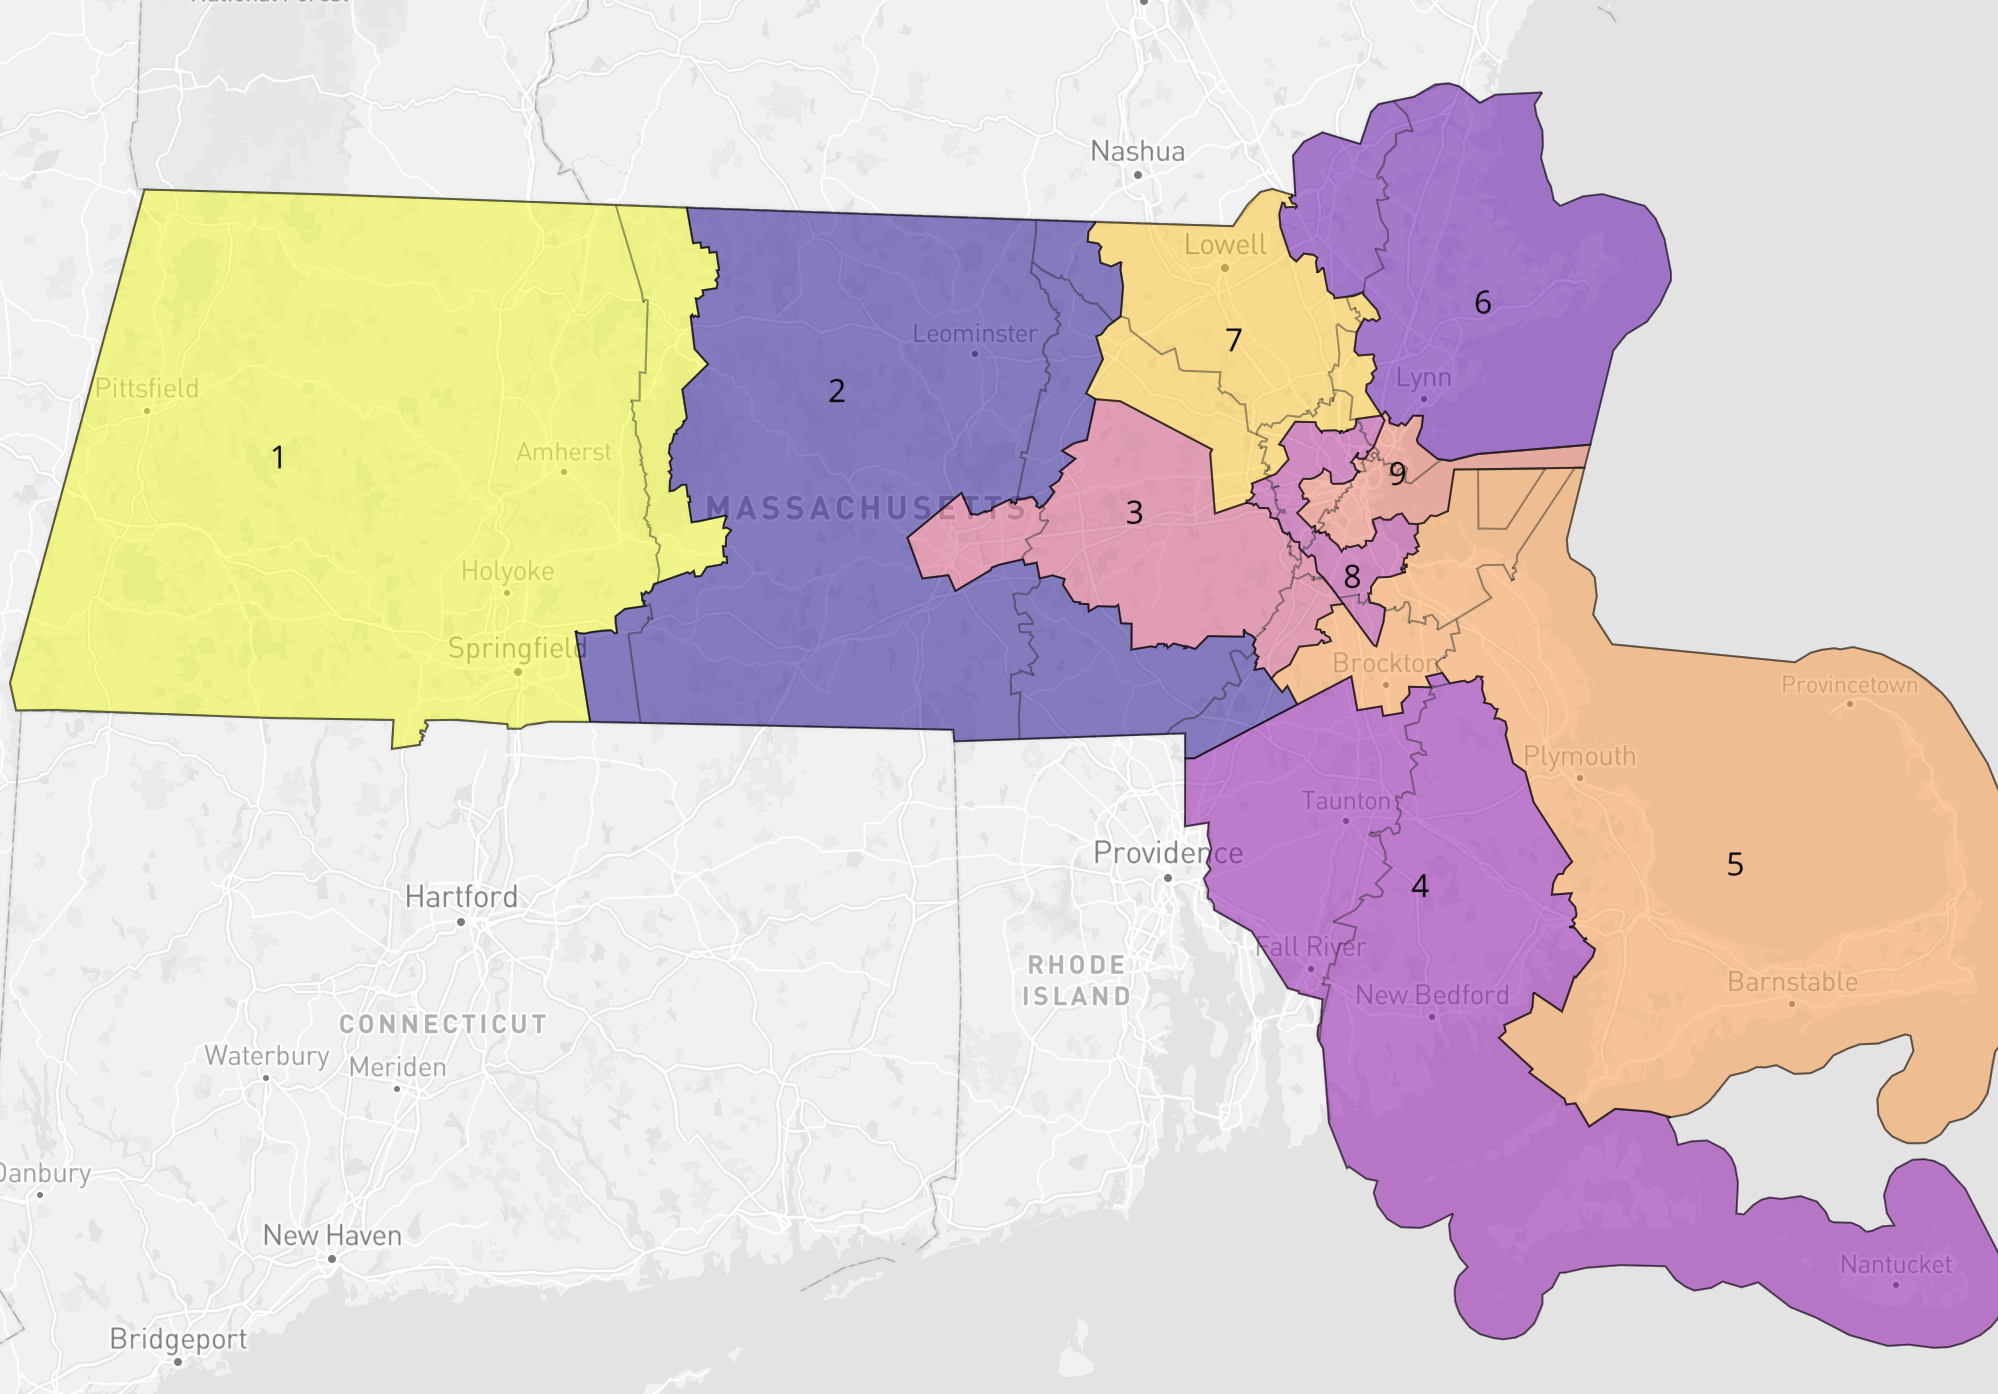 National Forest
Nashua
Lowell
6
Leominster
7
Lynn
Pittsfield
2
1
Amherst
9
MASSACHUSETTS
3
Holyoke
8
Springfield
Brockton
Provincetown
Plymouth
Taunton
Providence
5
4
Hartford
Fall River
RHODE
ISLAND
Barnstable
New Bedford
CONNECTICUT
Waterbury
Meriden
Danbury
New Haven
Nantucket
Bridgeport